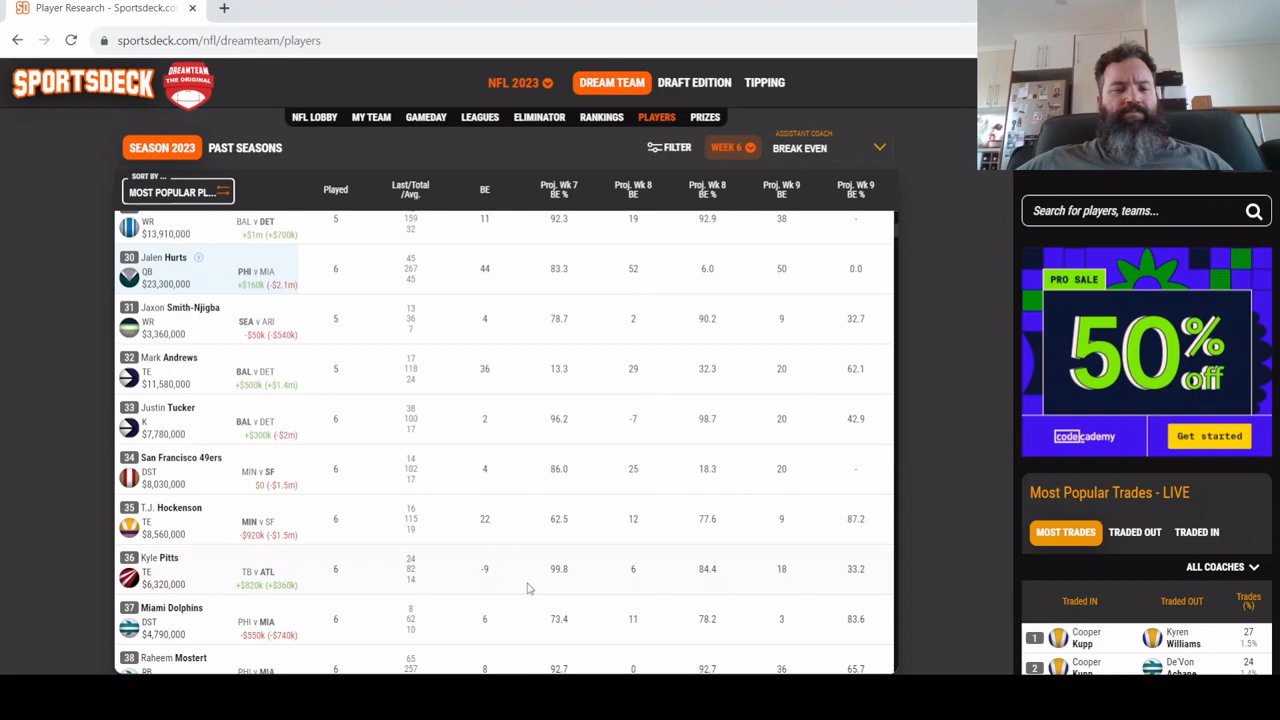 Player Research - Sportsdeck.co
sportsdeck.com/nfl/dreamteam/players
SPORTSDECK
DREAMTEAM
THE ORIGINAL
NFL 2023
DREAM TEAM
DRAFT EDITION
TIPPING
NFL LOBBY
MY TEAM
GAMEDAY
LEAGUES
ELIMINATOR
RANKINGS
PLAYERS
PRIZES
SEASON 2023
PAST SEASONS
FILTER
WEEK 6
ASSISTANT COACH
BREAK EVEN
SORT BY ...
MOST POPULAR PL...
Played
Last/Total
/Avg.
BE
Proj. Wk 7
BE %
Proj. Wk 8
BE
Proj. Wk 8
BE %
Proj. Wk 9
BE
Proj. Wk 9
BE %
WR BAL v DET 5 159 11 92.3 19 92.9 38 -
$13,910,000 +$1m (+$700k) 32
30 Jalen Hurts 45
QB PHI v MIA 6 267 44 83.3 52 6.0 50 0.0
$23,300,000 +$160k (-$2.1m) 45
31 Jaxon Smith-Njigba 13
WR SEA v ARI 5 36 4 78.7 2 90.2 9 32.7
$3,360,000 -$50k (-$540k) 7
32 Mark Andrews 17
TE BAL v DET 5 118 36 13.3 29 32.3 20 62.1
$11,580,000 +$500k (+$1.4m) 24
33 Justin Tucker 38
K BAL v DET 6 100 2 96.2 -7 98.7 20 42.9
$7,780,000 +$300k (-$2m) 17
34 San Francisco 49ers 14
DST MIN v SF 6 102 4 86.0 25 18.3 20 -
$8,030,000 $0 (-$1.5m) 17
35 T.J. Hockenson 16
TE MIN v SF 6 115 22 62.5 12 77.6 9 87.2
$8,560,000 -$920k (-$1.5m) 19
36 Kyle Pitts 24
TE TB v ATL 6 82 -9 99.8 6 84.4 18 33.2
$6,320,000 +$820k (+$360k) 14
37 Miami Dolphins 8
DST PHI v MIA 6 62 6 73.4 11 78.2 3 83.6
$4,790,000 -$550k (-$740k) 10
38 Raheem Mostert 65
RB PHI v MIA 6 257 8 92.7 0 92.7 36 65.7
Search for players, teams...
PRO SALE
50%
off
codecademy
Get started
Most Popular Trades - LIVE
MOST TRADES
TRADED OUT
TRADED IN
ALL COACHES
Traded IN
Traded OUT
Trades
(%)
1 Cooper Kupp Kyren Williams 27 1.5%
2 Cooper Kupp De'Von Achane 24 1.4%